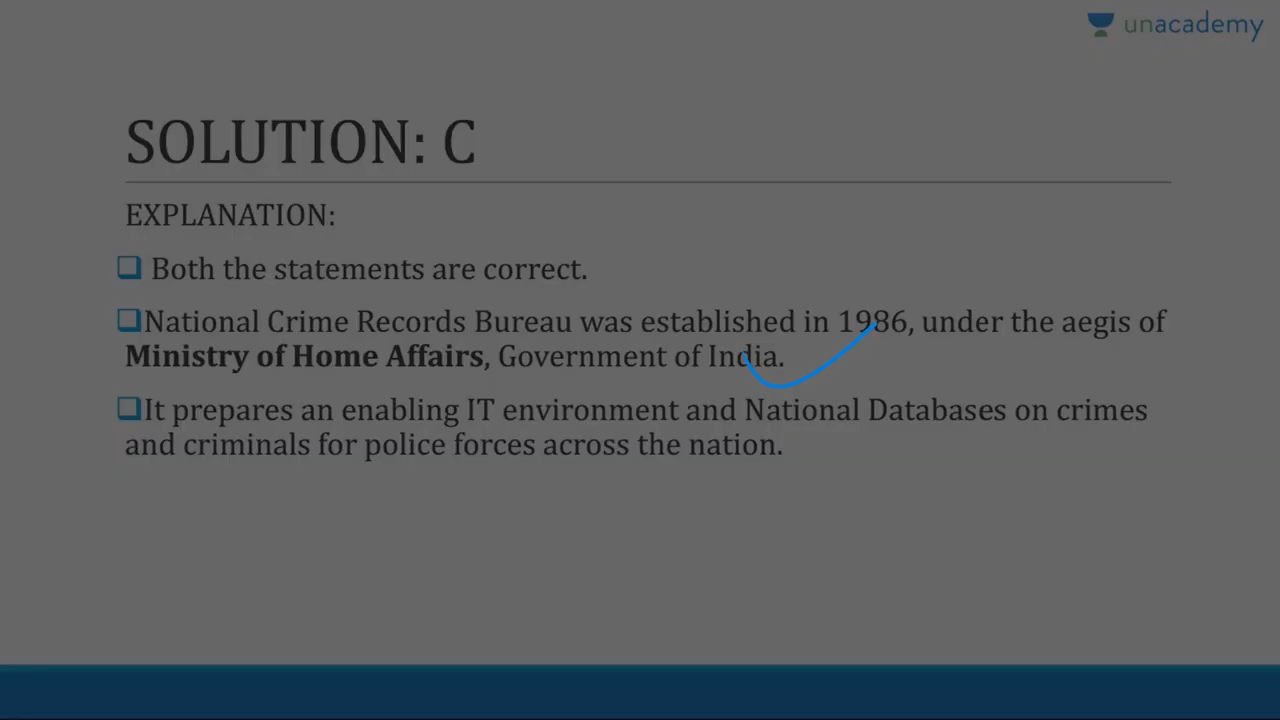 unacademy
SOLUTION: C
EXPLANATION:
Both the statements are correct.
National Crime Records Bureau was established in 1986, under the aegis of
Ministry of Home Affairs, Government of India.
It prepares an enabling IT environment and National Databases on crimes
and criminals for police forces across the nation.